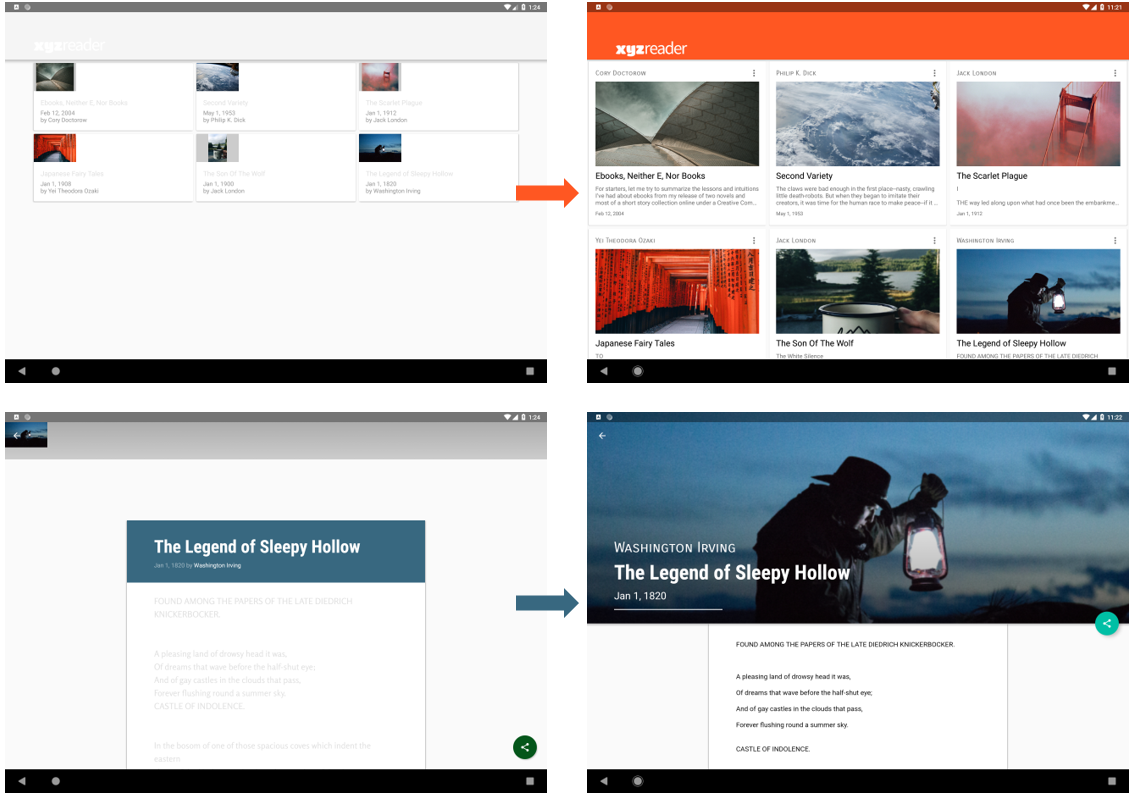 1:24
xyzreader
Ebooks, Neither E, Nor Books
Feb 12, 2004
by Cory Doctorow
Second Variety
May 1, 1953
by Philip K. Dick
The Scarlet Plague
Jan 1, 1912
by Jack London
Japanese Fairy Tales
Jan 1, 1908
by Yei Theodora Ozaki
The Son Of The Wolf
Jan 1, 1900
by Jack London
The Legend of Sleepy Hollow
Jan 1, 1820
by Washington Irving
11:21
xyzreader
Cory Doctorow
Ebooks, Neither E, Nor Books
For starters, let me try to summarize the lessons and intuitions
I've had about ebooks from my release of two novels and
most of a short story collection online under a Creative Com...
Feb 12, 2004
Philip K. Dick
Second Variety
The claws were bad enough in the first place–nasty, crawling
little death-robots. But when they began to imitate their
creators, it was time for the human race to make peace–if it ...
May 1, 1953
Jack London
The Scarlet Plague
I
THE way led along upon what had once been the embankme...
Jan 1, 1912
Yei Theodora Ozaki
Japanese Fairy Tales
TO
Jack London
The Son Of The Wolf
The White Silence
Washington Irving
The Legend of Sleepy Hollow
FOUND AMONG THE PAPERS OF THE LATE DIEDRICH
1:24
The Legend of Sleepy Hollow
Jan 1, 1820 by Washington Irving
FOUND AMONG THE PAPERS OF THE LATE DIEDRICH
KNICKERBOCKER.
A pleasing land of drowsy head it was,
Of dreams that wave before the half-shut eye;
And of gay castles in the clouds that pass,
Forever flushing round a summer sky.
CASTLE OF INDOLENCE.
In the bosom of one of those spacious coves which indent the
eastern
11:22
Washington Irving
The Legend of Sleepy Hollow
Jan 1, 1820
FOUND AMONG THE PAPERS OF THE LATE DIEDRICH KNICKERBOCKER.
A pleasing land of drowsy head it was,
Of dreams that wave before the half-shut eye;
And of gay castles in the clouds that pass,
Forever flushing round a summer sky.
CASTLE OF INDOLENCE.